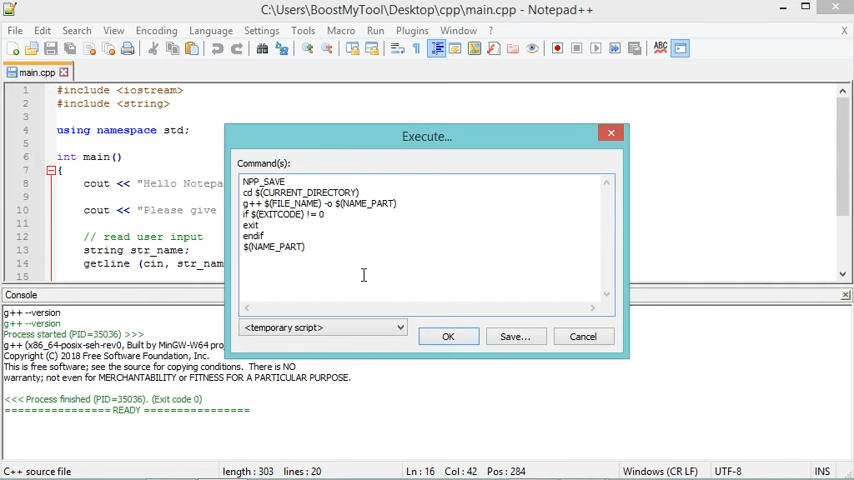 C:\Users\BoostMyTool\Desktop\cpp\main.cpp - Notepad++
File Edit Search View Encoding Language Settings Tools Macro Run Plugins Window ? X
ABC
main.cpp
1 #include <iostream>
2 #include <string>
3
4 using namespace std;
5
6 int main()
7 {
8 cout << "Hello Notepa
9
10 cout << "Please give
11
12 // read user input
13 string str_name;
14 getline (cin, str_nam
15
Execute...
Command(s):
NPP_SAVE
cd $(CURRENT_DIRECTORY)
g++ $(FILE_NAME) -o $(NAME_PART)
if $(EXITCODE) != 0
exit
endif
$(NAME_PART)
<temporary script>
OK Save... Cancel
Console
g++ --version
g++ --version
Process started (PID=35036) >>>
g++ (x86_64-posix-seh-rev0, Built by MinGW-W64 proj
Copyright (C) 2018 Free Software Foundation, Inc.
This is free software; see the source for copying conditions. There is NO
warranty; not even for MERCHANTABILITY or FITNESS FOR A PARTICULAR PURPOSE.
<<< Process finished (PID=35036). (Exit code 0)
================ READY ================
C++ source file length : 303 lines : 20 Ln : 16 Col : 42 Pos : 284 Windows (CR LF) UTF-8 INS